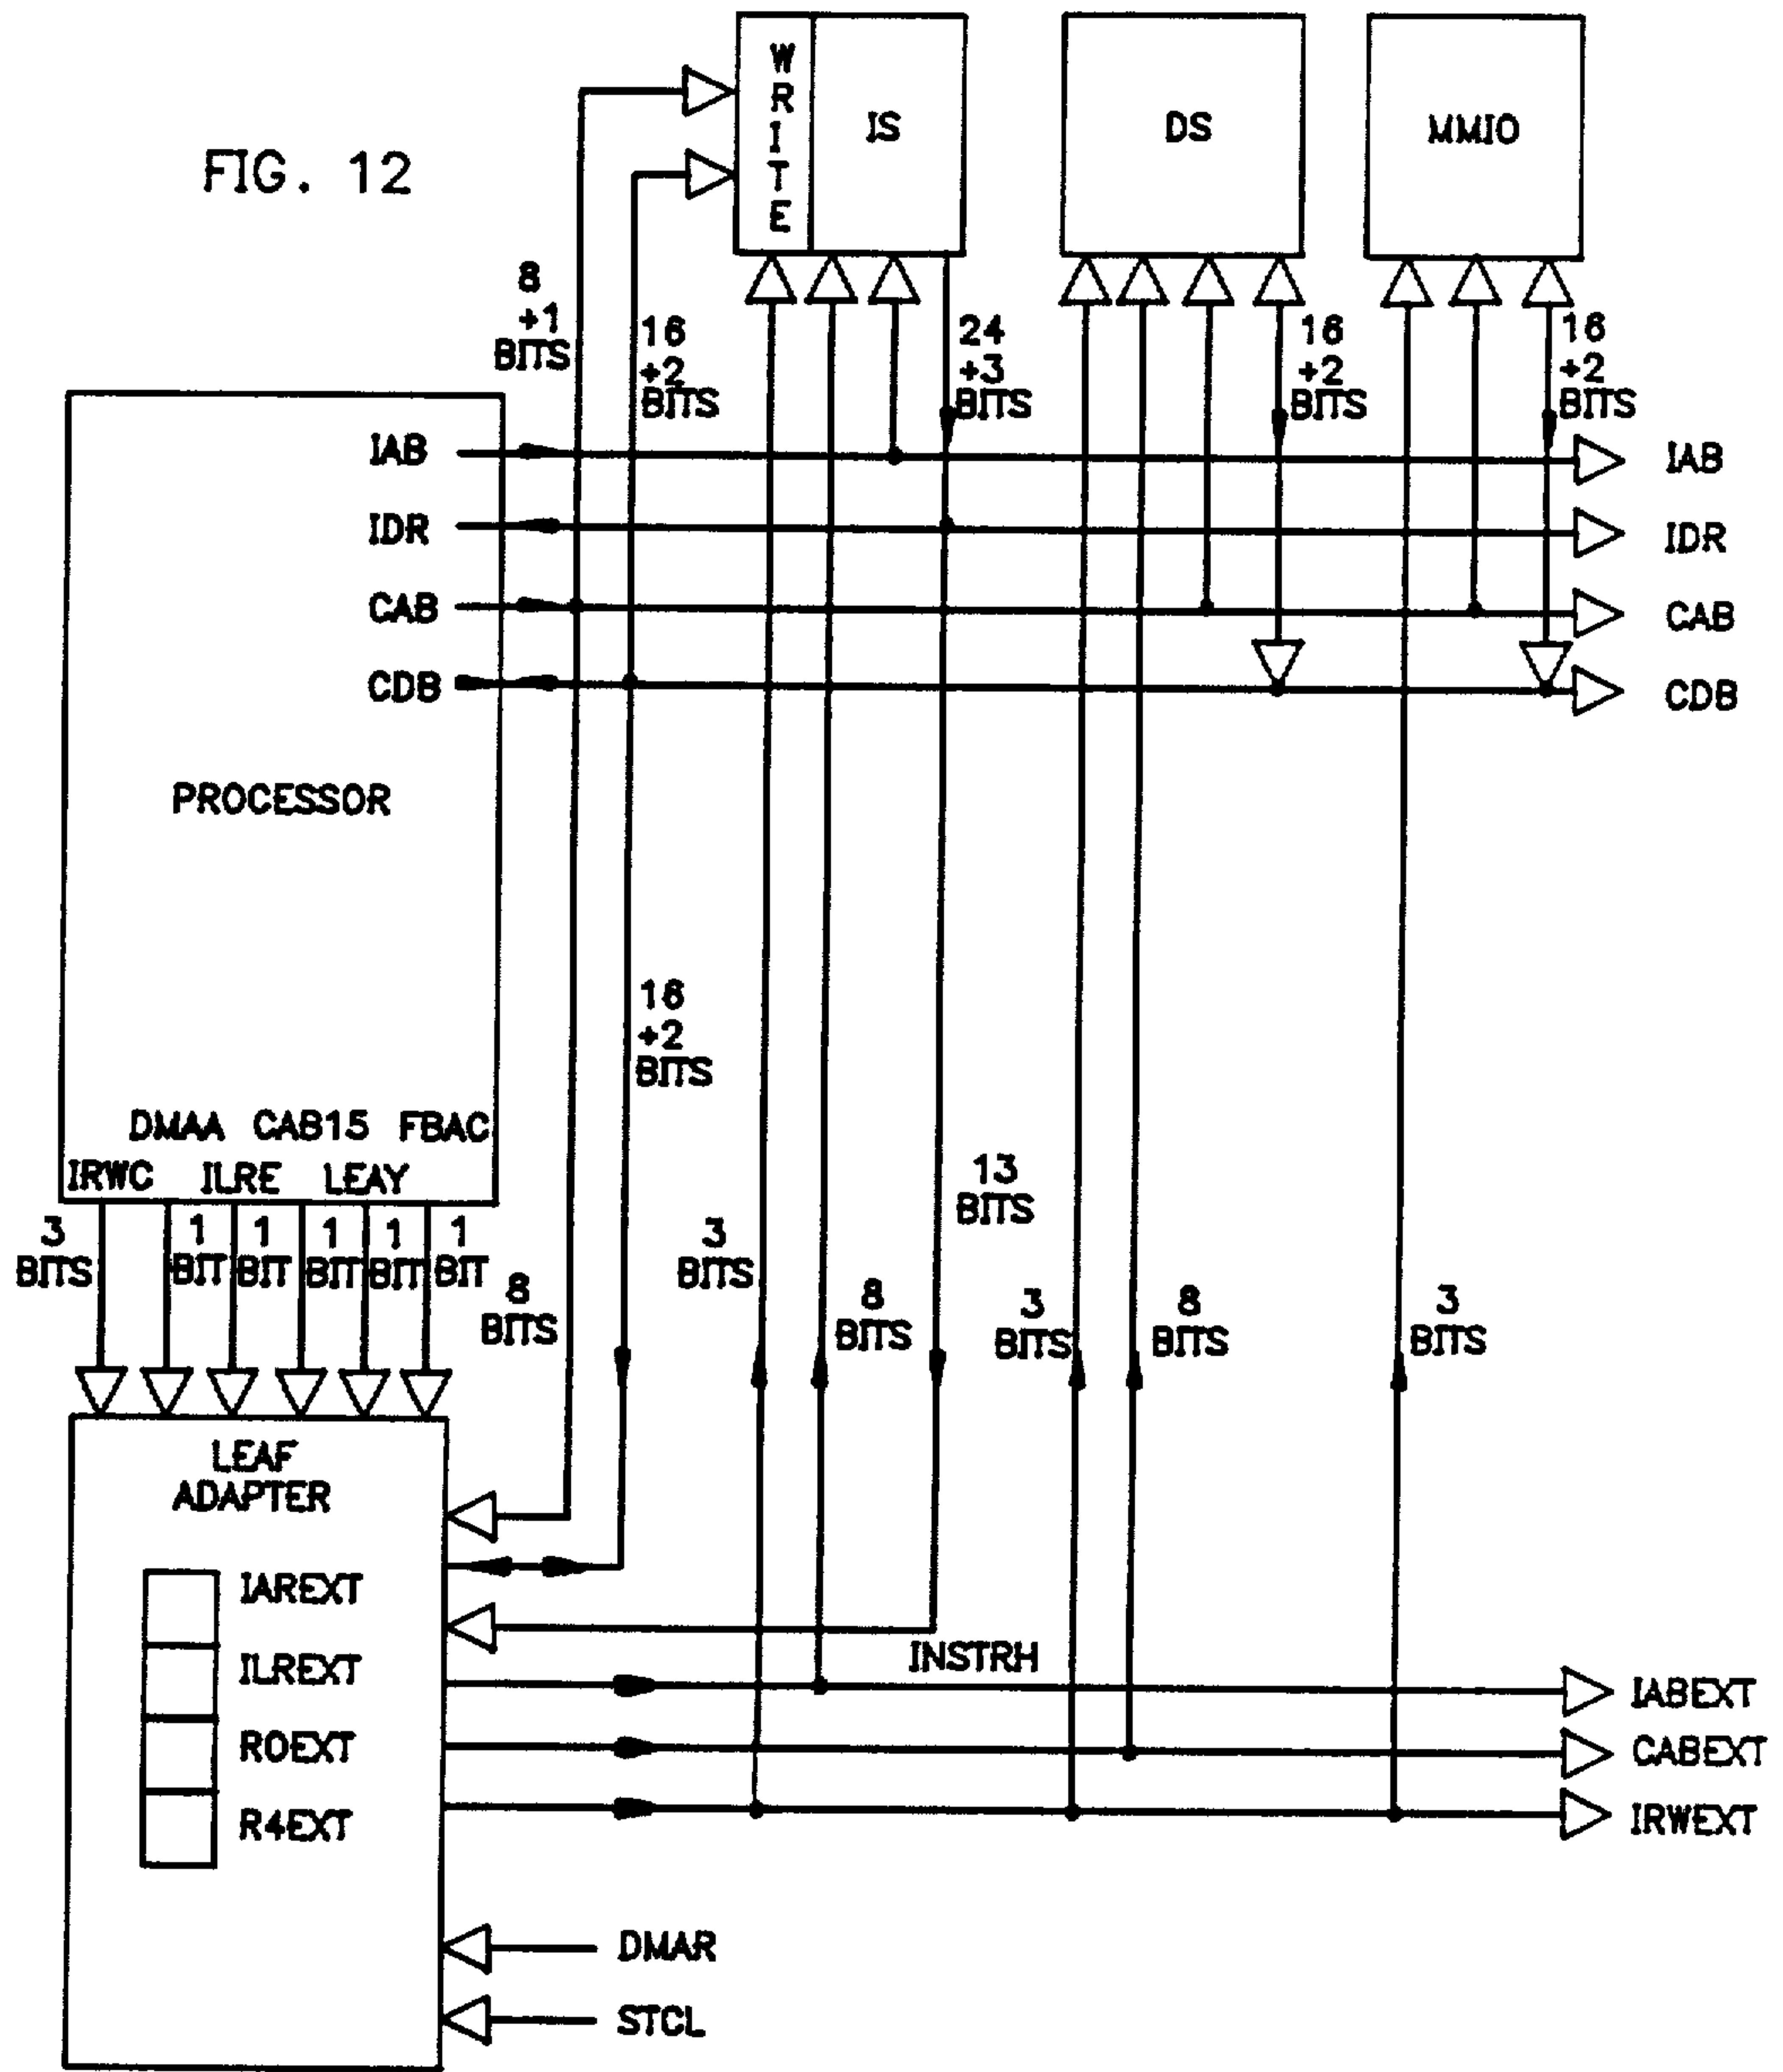 FIG. 12
WRITE
IS
DS
MMIO
8
+1
BITS
16
+2
BITS
24
+3
BITS
16
+2
BITS
16
+2
BITS
IAB
IDR
CAB
CDB
IAB
IDR
CAB
CDB
PROCESSOR
16
+2
BITS
DMAA CAB15 FBAC
IRWC ILRE LEAY
13
BITS
3
BITS
1
BIT
1
BIT
1
BIT
1
BIT
1
BIT
8
BITS
3
BITS
8
BITS
3
BITS
8
BITS
3
BITS
LEAF
ADAPTER
IAREXT
ILREXT
R0EXT
R4EXT
INSTRH
IABEXT
CABEXT
IRWEXT
DMAR
STCL